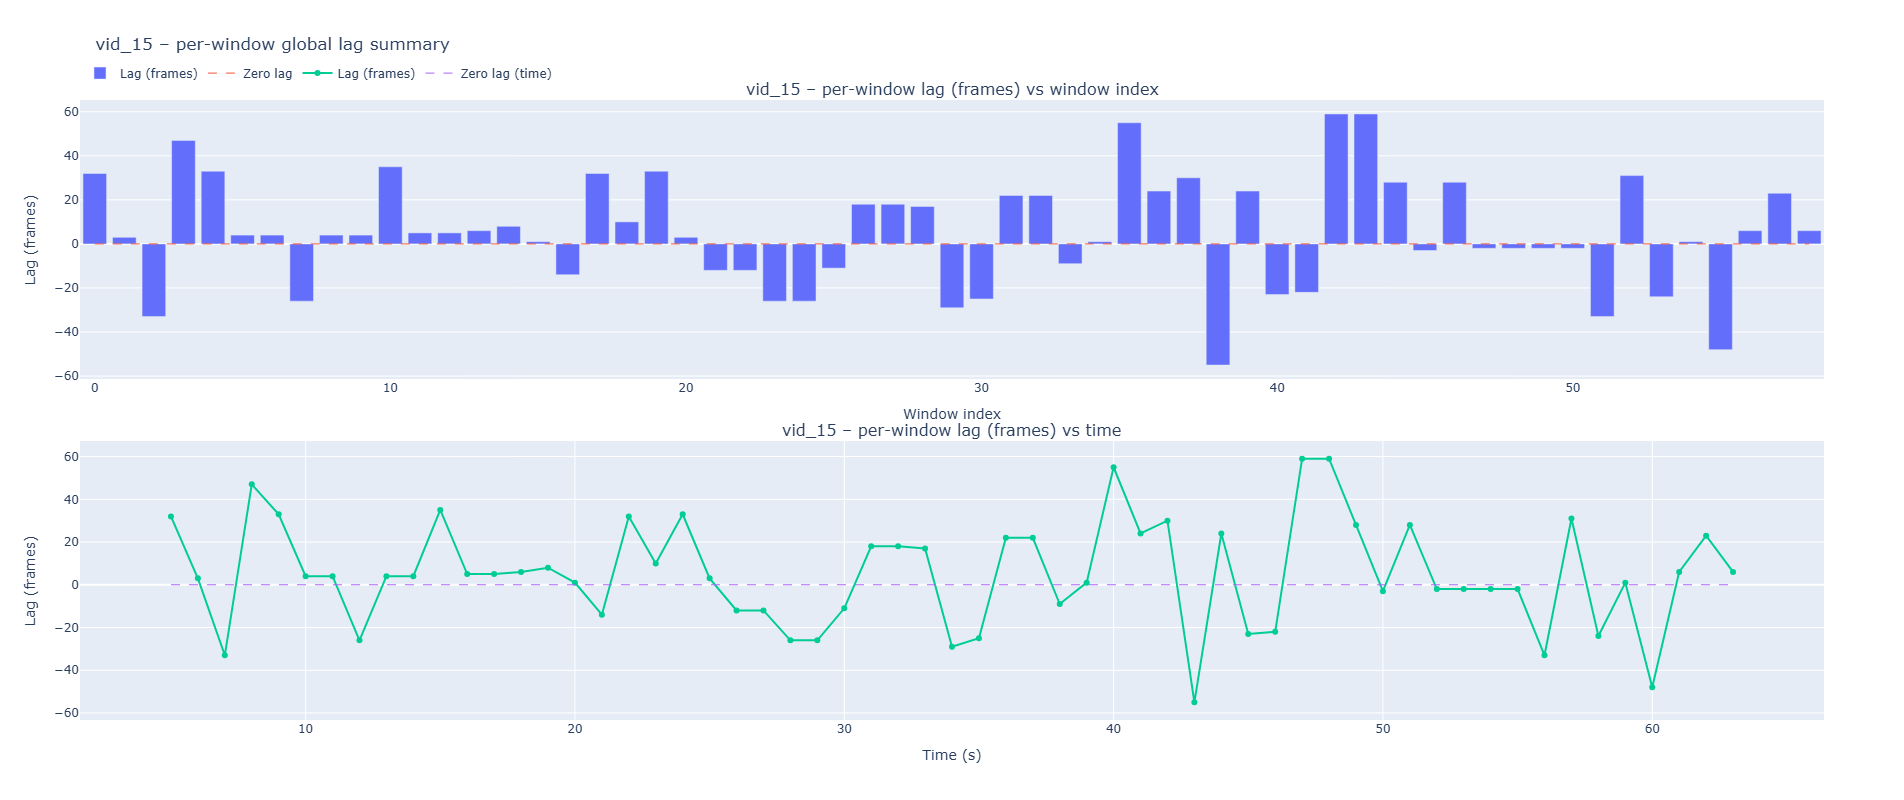 vid_15 – per-window global lag summary
Lag (frames) Zero lag Lag (frames) Zero lag (time)
vid_15 – per-window lag (frames) vs window index
60
40
20
0
−20
−40
−60
Lag (frames)
0 10 20 30 40 50
Window index
vid_15 – per-window lag (frames) vs time
60
40
20
0
−20
−40
−60
Lag (frames)
10 20 30 40 50 60
Time (s)